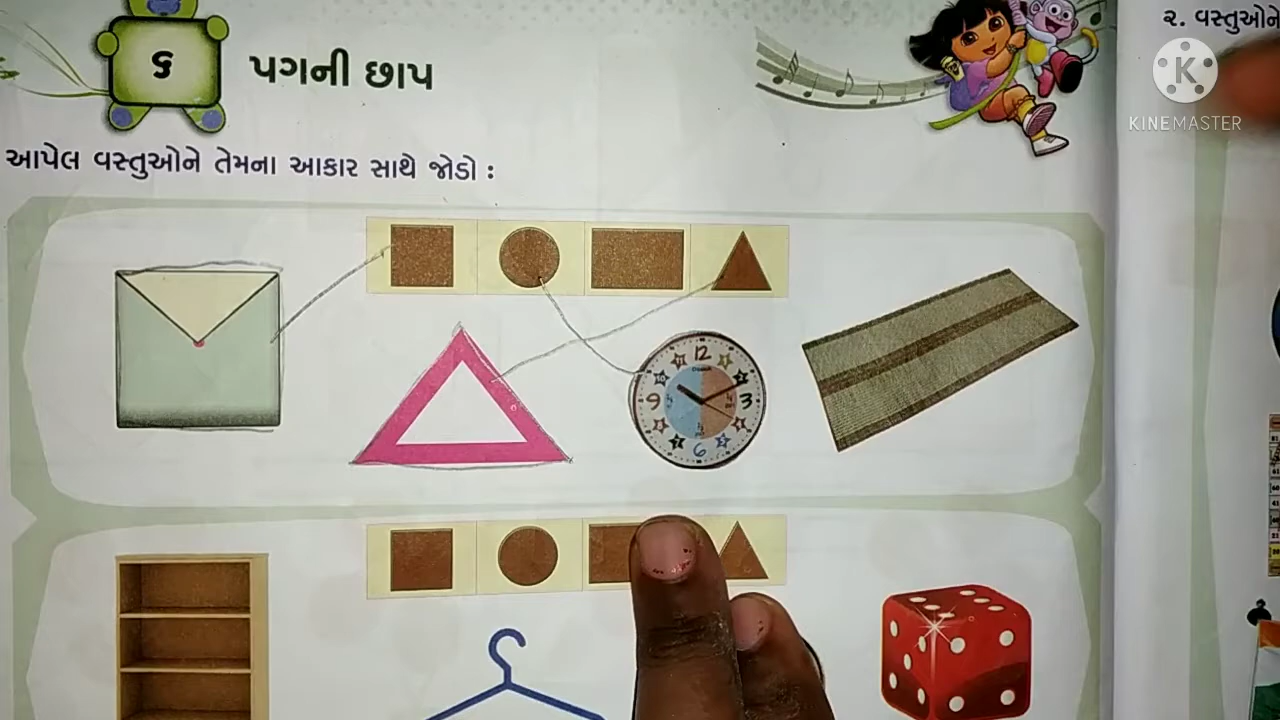 ૬ પગની છાપ
૨. વસ્તુઓને
KINEMASTER
આપેલ વસ્તુઓને તેમના આકાર સાથે જોડો :
12
9 3
6